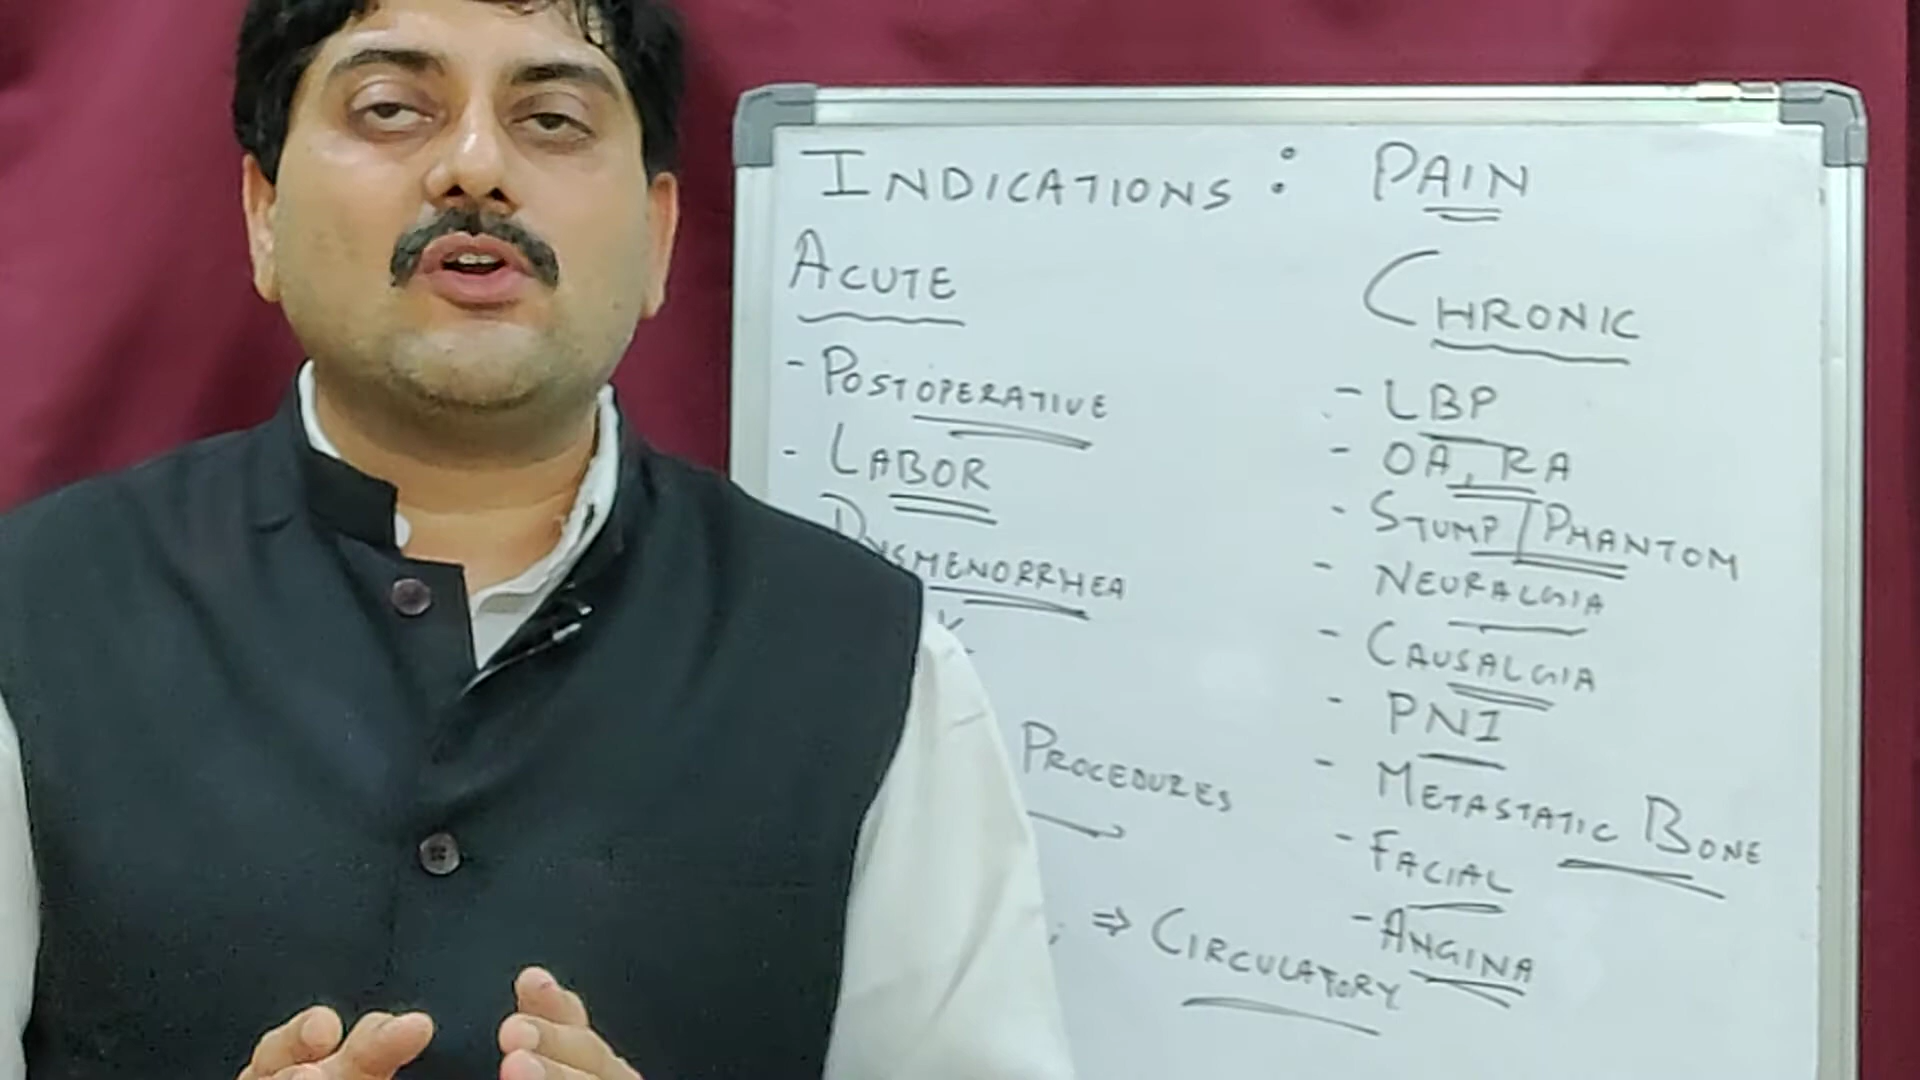 INDICATIONS : PAIN
ACUTE
- POSTOPERATIVE
- LABOR
DYSMENORRHEA
PROCEDURES
⇒ CIRCULATORY
CHRONIC
- LBP
- OA, RA
- STUMP/PHANTOM
- NEURALGIA
- CAUSALGIA
- PNI
- METASTATIC BONE
- FACIAL
- ANGINA